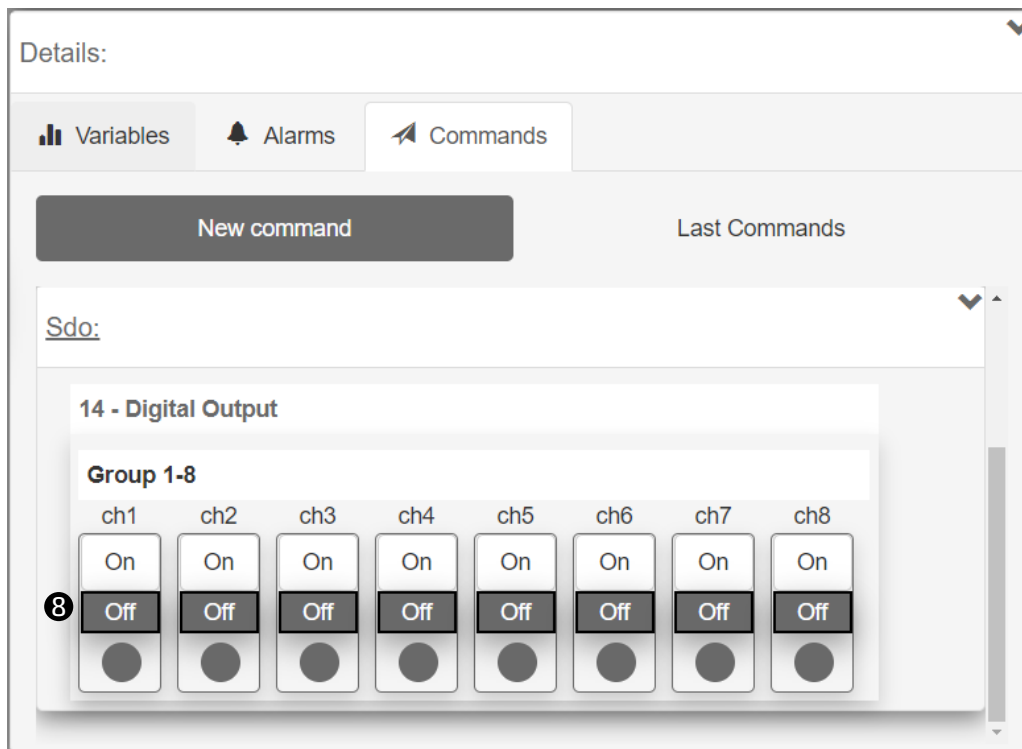 Details:
Variables Alarms Commands
New command Last Commands
Sdo:
14 - Digital Output
Group 1-8
ch1 ch2 ch3 ch4 ch5 ch6 ch7 ch8
On On On On On On On On
8 Off Off Off Off Off Off Off Off